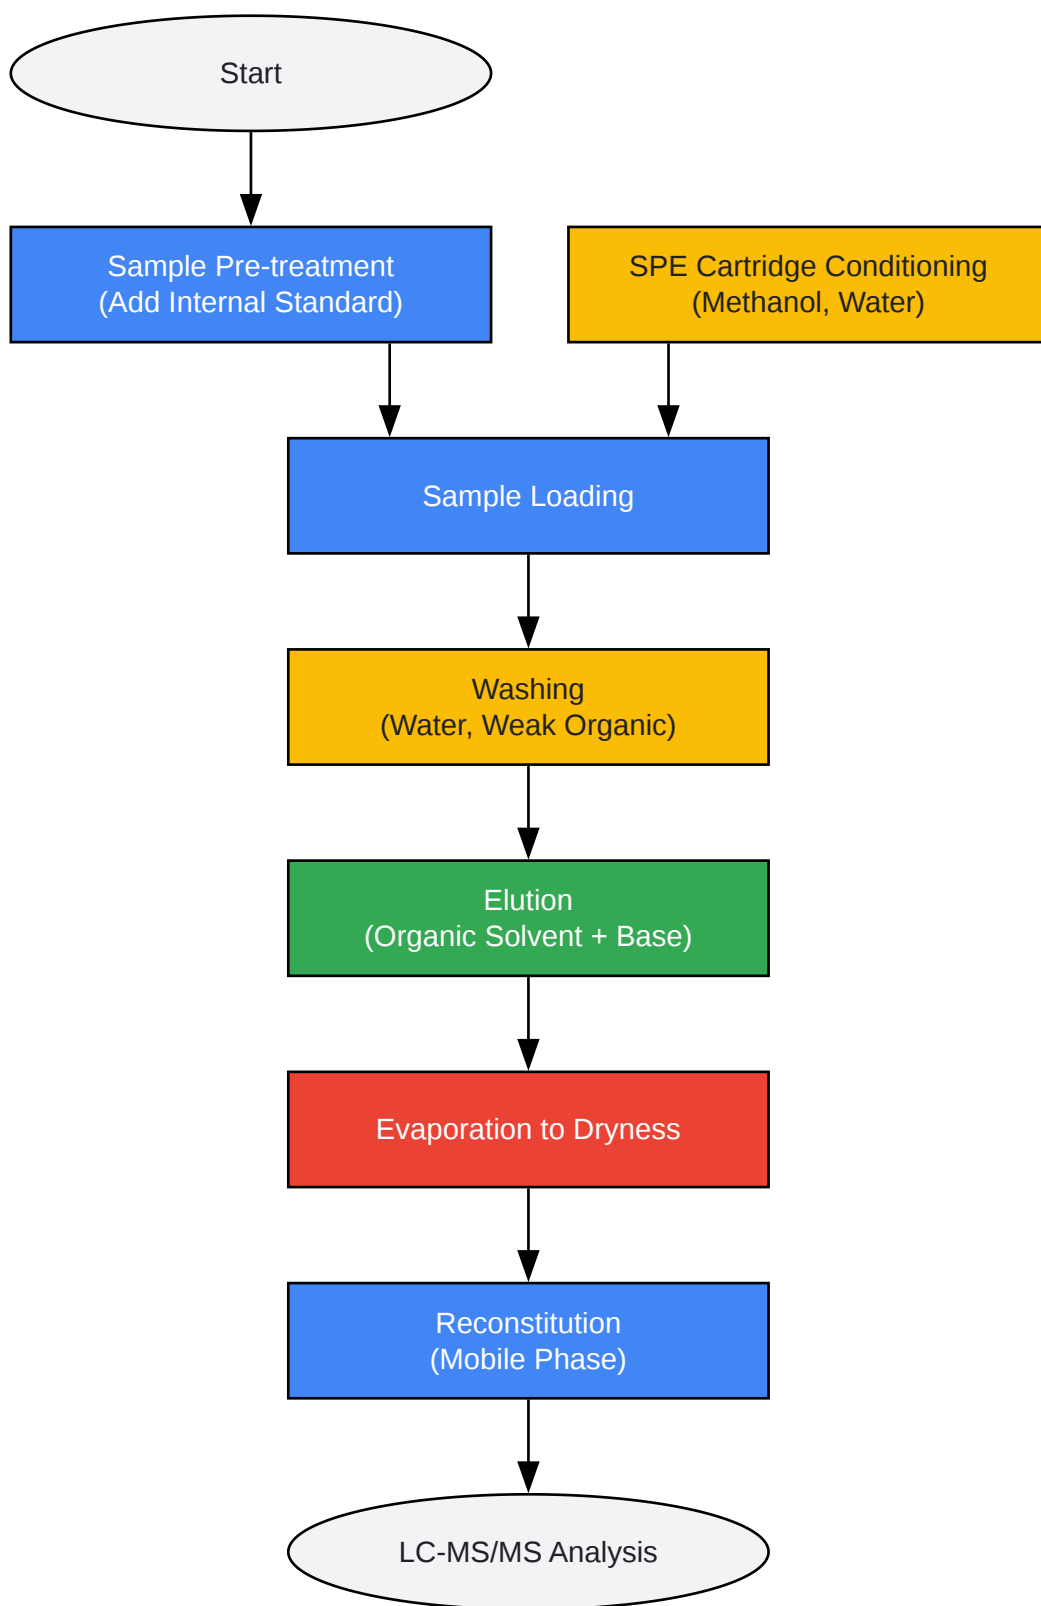 Start
Sample Pre-treatment
(Add Internal Standard)
SPE Cartridge Conditioning
(Methanol, Water)
Sample Loading
Washing
(Water, Weak Organic)
Elution
(Organic Solvent + Base)
Evaporation to Dryness
Reconstitution
(Mobile Phase)
LC-MS/MS Analysis